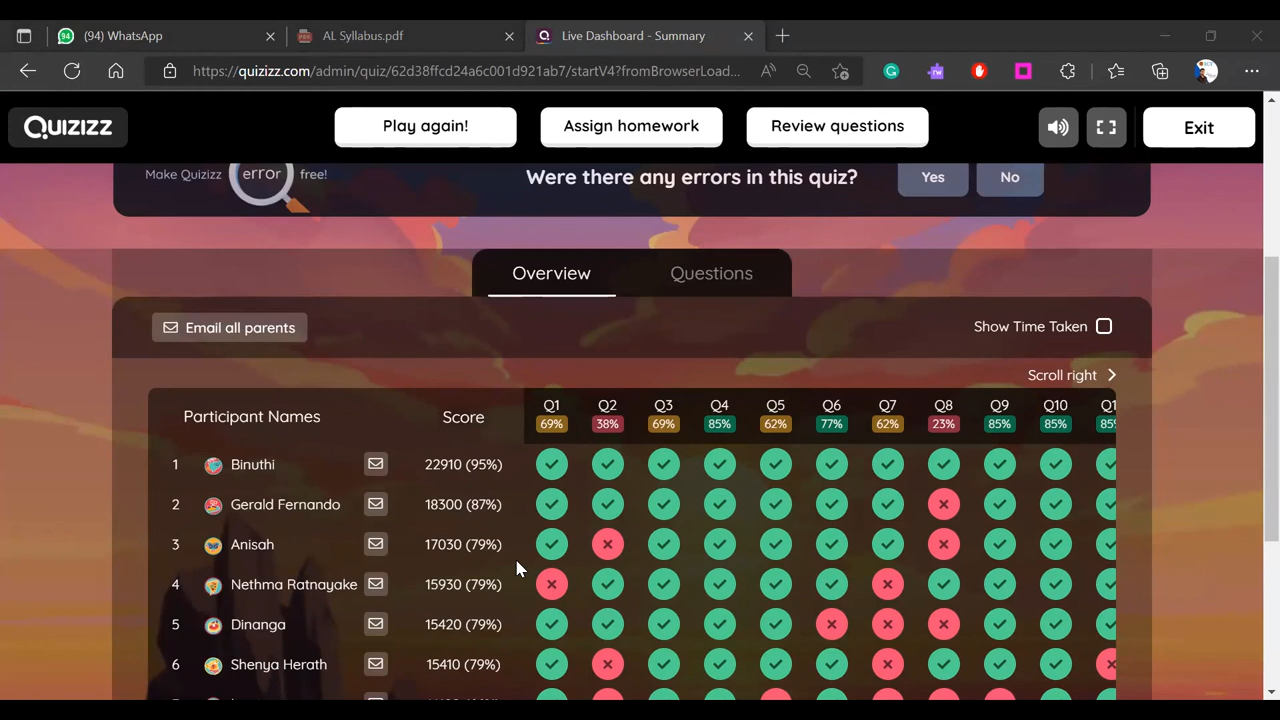 94 (94) WhatsApp
PDF AL Syllabus.pdf
Live Dashboard - Summary
https://quizizz.com/admin/quiz/62d38ffcd24a6c001d921ab7/startV4?fromBrowserLoad...
QUIZIZZ Play again! Assign homework Review questions Exit
Make Quizizz error free! Were there any errors in this quiz? Yes No
Overview Questions
Email all parents Show Time Taken
Scroll right
Participant Names Score Q1 Q2 Q3 Q4 Q5 Q6 Q7 Q8 Q9 Q10 Q1
69% 38% 69% 85% 62% 77% 62% 23% 85% 85% 85%
1 Binuthi 22910 (95%)
2 Gerald Fernando 18300 (87%)
3 Anisah 17030 (79%)
4 Nethma Ratnayake 15930 (79%)
5 Dinanga 15420 (79%)
6 Shenya Herath 15410 (79%)